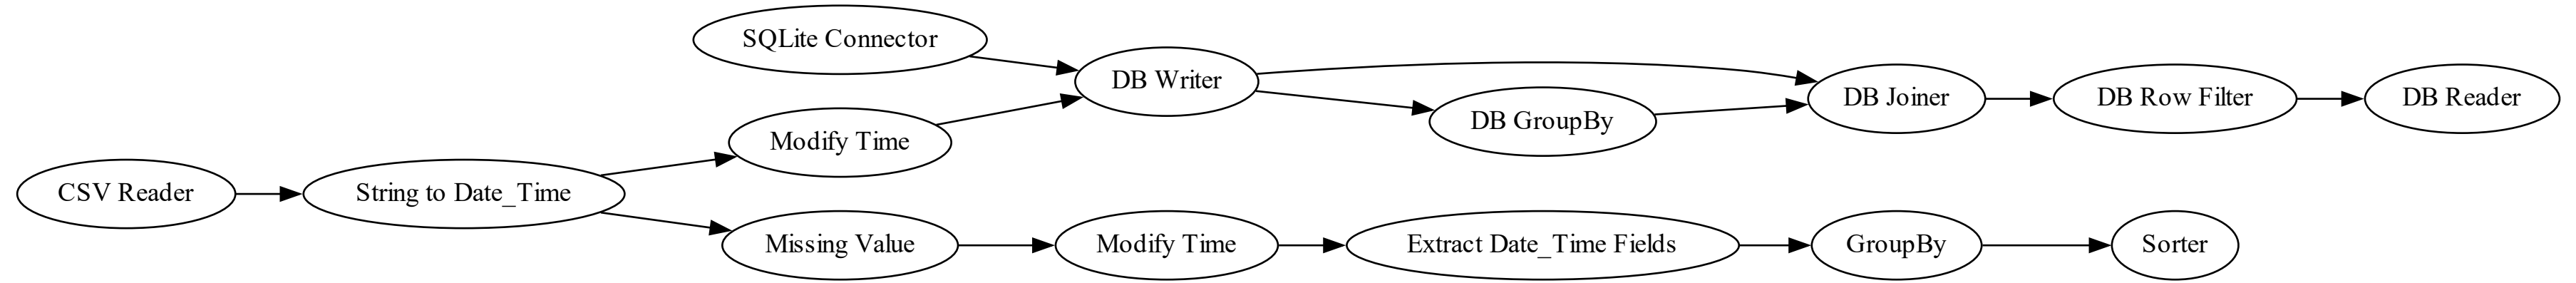 SQLite Connector
DB Writer
DB Joiner
DB Row Filter
DB Reader
DB GroupBy
Modify Time
CSV Reader
String to Date_Time
Missing Value
Modify Time
Extract Date_Time Fields
GroupBy
Sorter